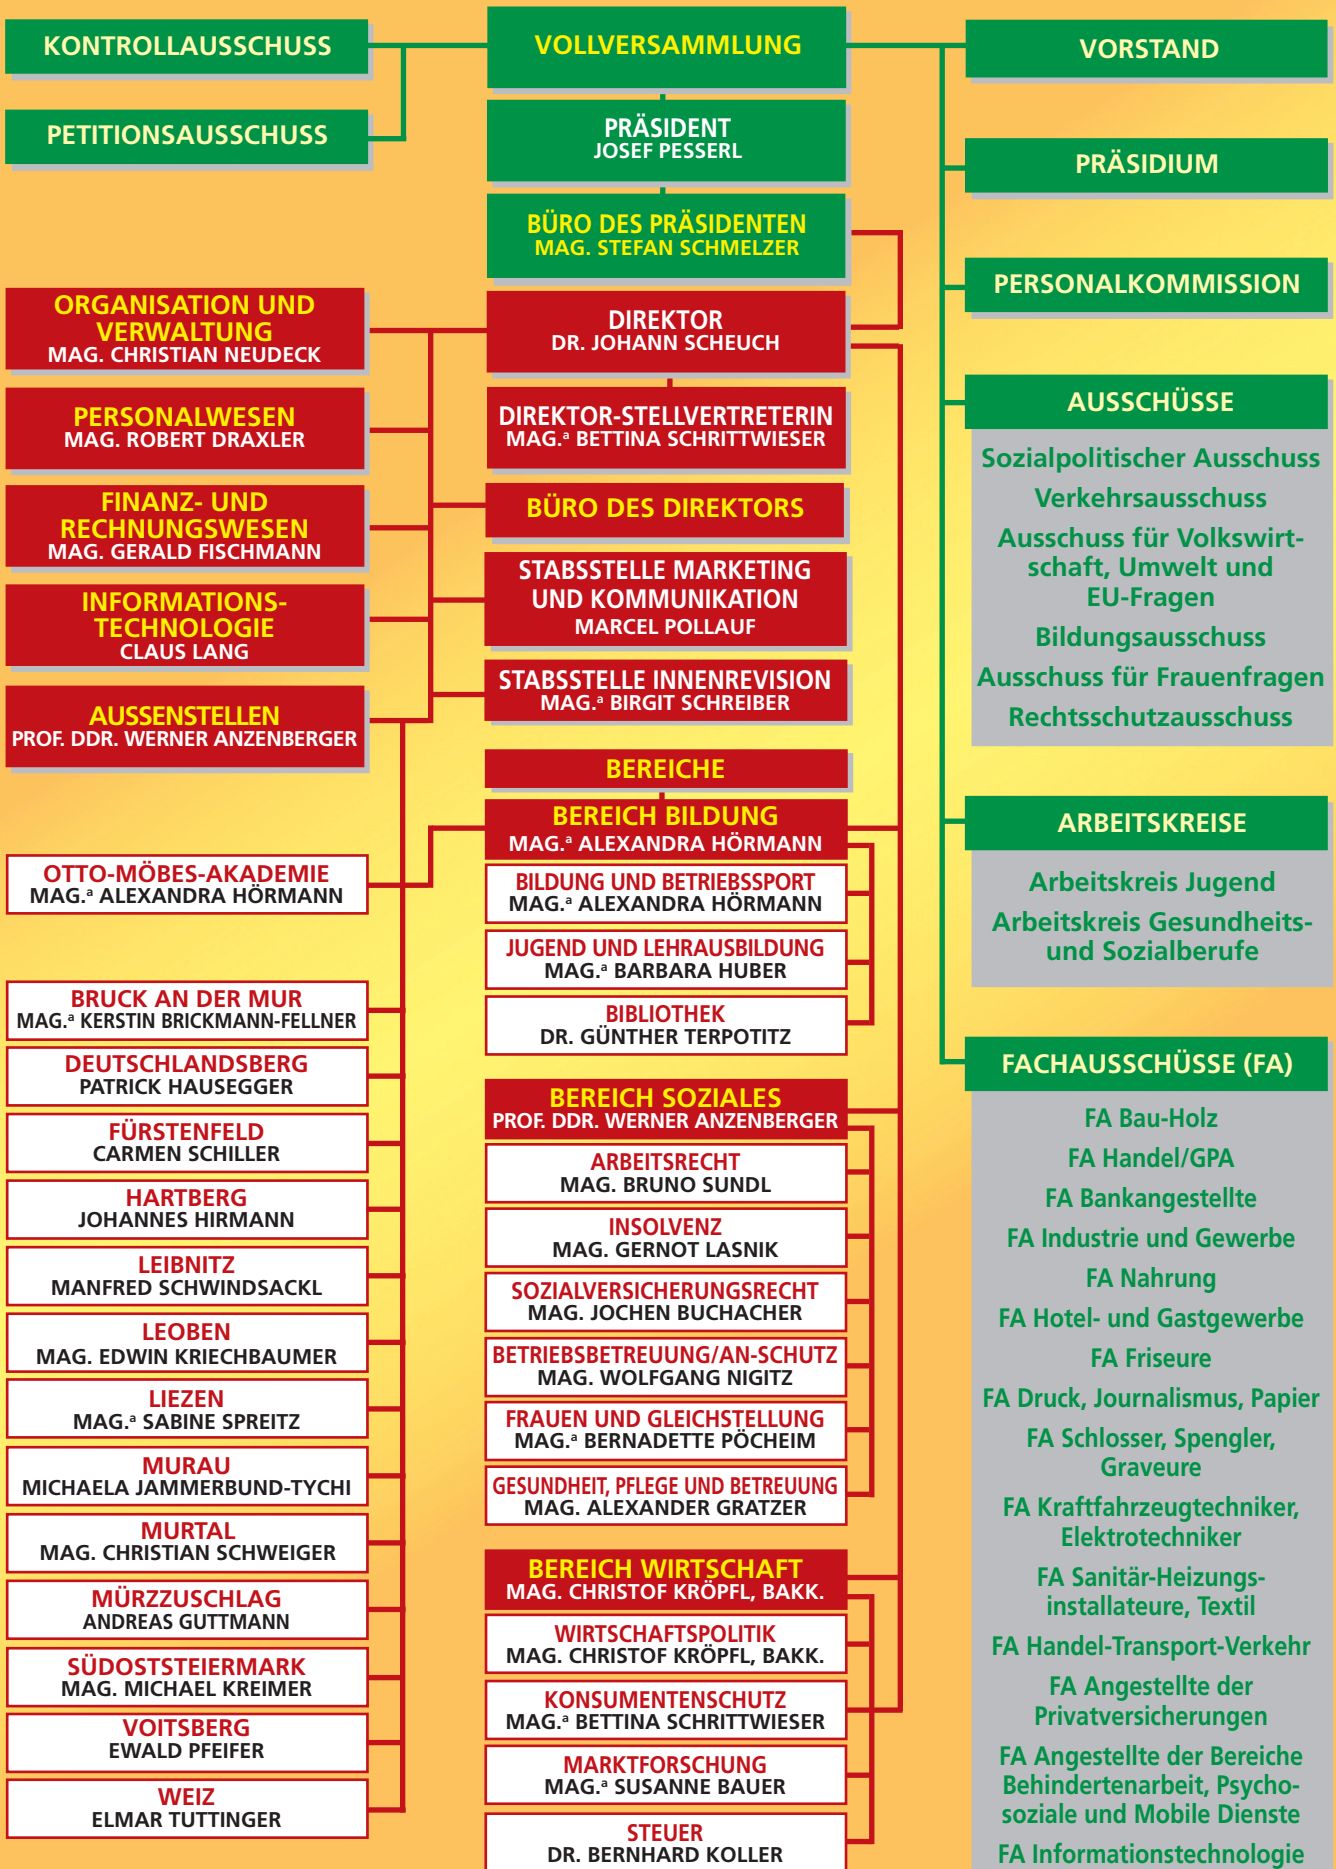 KONTROLLAUSSCHUSS
PETITIONSAUSSCHUSS
VOLLVERSAMMLUNG
PRÄSIDENT
JOSEF PESSERL
BÜRO DES PRÄSIDENTEN
MAG. STEFAN SCHMELZER
ORGANISATION UND
VERWALTUNG
MAG. CHRISTIAN NEUDECK
PERSONALWESEN
MAG. ROBERT DRAXLER
FINANZ- UND
RECHNUNGSWESEN
MAG. GERALD FISCHMANN
INFORMATIONS-
TECHNOLOGIE
CLAUS LANG
AUSSENSTELLEN
PROF. DDR. WERNER ANZENBERGER
OTTO-MÖBES-AKADEMIE
MAG.ª ALEXANDRA HÖRMANN
BRUCK AN DER MUR
MAG.ª KERSTIN BRICKMANN-FELLNER
DEUTSCHLANDSBERG
PATRICK HAUSEGGER
FÜRSTENFELD
CARMEN SCHILLER
HARTBERG
JOHANNES HIRMANN
LEIBNITZ
MANFRED SCHWINDSACKL
LEOBEN
MAG. EDWIN KRIECHBAUMER
LIEZEN
MAG.ª SABINE SPREITZ
MURAU
MICHAELA JAMMERBUND-TYCHI
MURTAL
MAG. CHRISTIAN SCHWEIGER
MÜRZZUSCHLAG
ANDREAS GUTTMANN
SÜDOSTSTEIERMARK
MAG. MICHAEL KREIMER
VOITSBERG
EWALD PFEIFER
WEIZ
ELMAR TUTTINGER
DIREKTOR
DR. JOHANN SCHEUCH
DIREKTOR-STELLVERTRETERIN
MAG.ª BETTINA SCHRITTWIESER
BÜRO DES DIREKTORS
STABSSTELLE MARKETING
UND KOMMUNIKATION
MARCEL POLLAUF
STABSSTELLE INNENREVISION
MAG.ª BIRGIT SCHREIBER
BEREICHE
BEREICH BILDUNG
MAG.ª ALEXANDRA HÖRMANN
BILDUNG UND BETRIEBSSPORT
MAG.ª ALEXANDRA HÖRMANN
JUGEND UND LEHRAUSBILDUNG
MAG.ª BARBARA HUBER
BIBLIOTHEK
DR. GÜNTHER TERPOTITZ
BEREICH SOZIALES
PROF. DDR. WERNER ANZENBERGER
ARBEITSRECHT
MAG. BRUNO SUNDL
INSOLVENZ
MAG. GERNOT LASNIK
SOZIALVERSICHERUNGSRECHT
MAG. JOCHEN BUCHACHER
BETRIEBSBETREUUNG/AN-SCHUTZ
MAG. WOLFGANG NIGITZ
FRAUEN UND GLEICHSTELLUNG
MAG.ª BERNADETTE PÖCHEIM
GESUNDHEIT, PFLEGE UND BETREUUNG
MAG. ALEXANDER GRATZER
BEREICH WIRTSCHAFT
MAG. CHRISTOF KRÖPFL, BAKK.
WIRTSCHAFTSPOLITIK
MAG. CHRISTOF KRÖPFL, BAKK.
KONSUMENTENSCHUTZ
MAG.ª BETTINA SCHRITTWIESER
MARKTFORSCHUNG
MAG.ª SUSANNE BAUER
STEUER
DR. BERNHARD KOLLER
VORSTAND
PRÄSIDIUM
PERSONALKOMMISSION
AUSSCHÜSSE
Sozialpolitischer Ausschuss
Verkehrsausschuss
Ausschuss für Volkswirt-
schaft, Umwelt und
EU-Fragen
Bildungsausschuss
Ausschuss für Frauenfragen
Rechtsschutzausschuss
ARBEITSKREISE
Arbeitskreis Jugend
Arbeitskreis Gesundheits-
und Sozialberufe
FACHAUSSCHÜSSE (FA)
FA Bau-Holz
FA Handel/GPA
FA Bankangestellte
FA Industrie und Gewerbe
FA Nahrung
FA Hotel- und Gastgewerbe
FA Friseure
FA Druck, Journalismus, Papier
FA Schlosser, Spengler,
Graveure
FA Kraftfahrzeugtechniker,
Elektrotechniker
FA Sanitär-Heizungs-
installateure, Textil
FA Handel-Transport-Verkehr
FA Angestellte der
Privatversicherungen
FA Angestellte der Bereiche
Behindertenarbeit, Psycho-
soziale und Mobile Dienste
FA Informationstechnologie